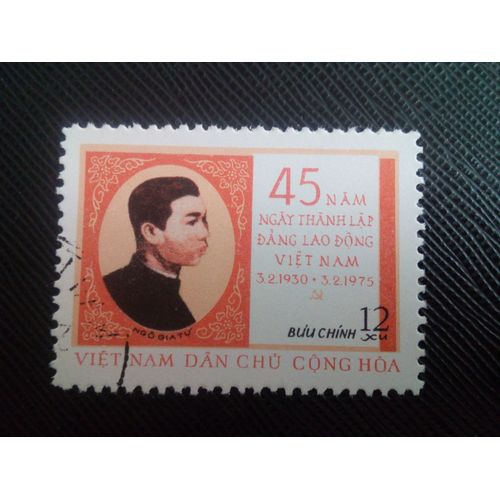 45 NĂM
NGÀY THÀNH LẬP
ĐẢNG LAO ĐỘNG
VIỆT NAM
3.2.1930 • 3.2.1975
NGÔ GIA TỰ
BƯU CHÍNH 12
XU
VIỆT NAM DÂN CHỦ CỘNG HÒA